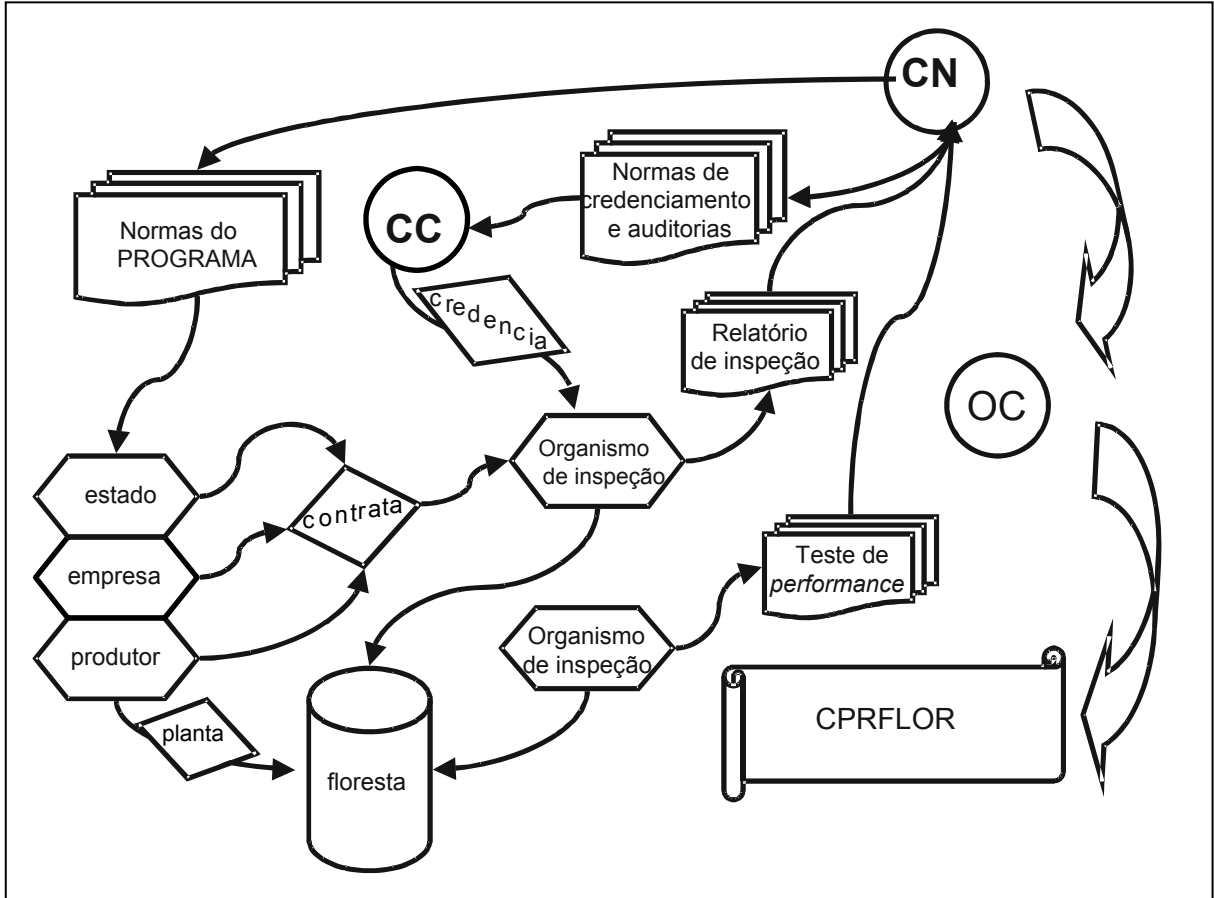 CN
Normas de
credenciamento
e auditorias
CC
Normas do
PROGRAMA
credencia
Relatório
de inspeção
OC
Organismo
de inspeção
estado
contrata
empresa
Teste de
performance
produtor
Organismo
de inspeção
planta
floresta
CPRFLOR